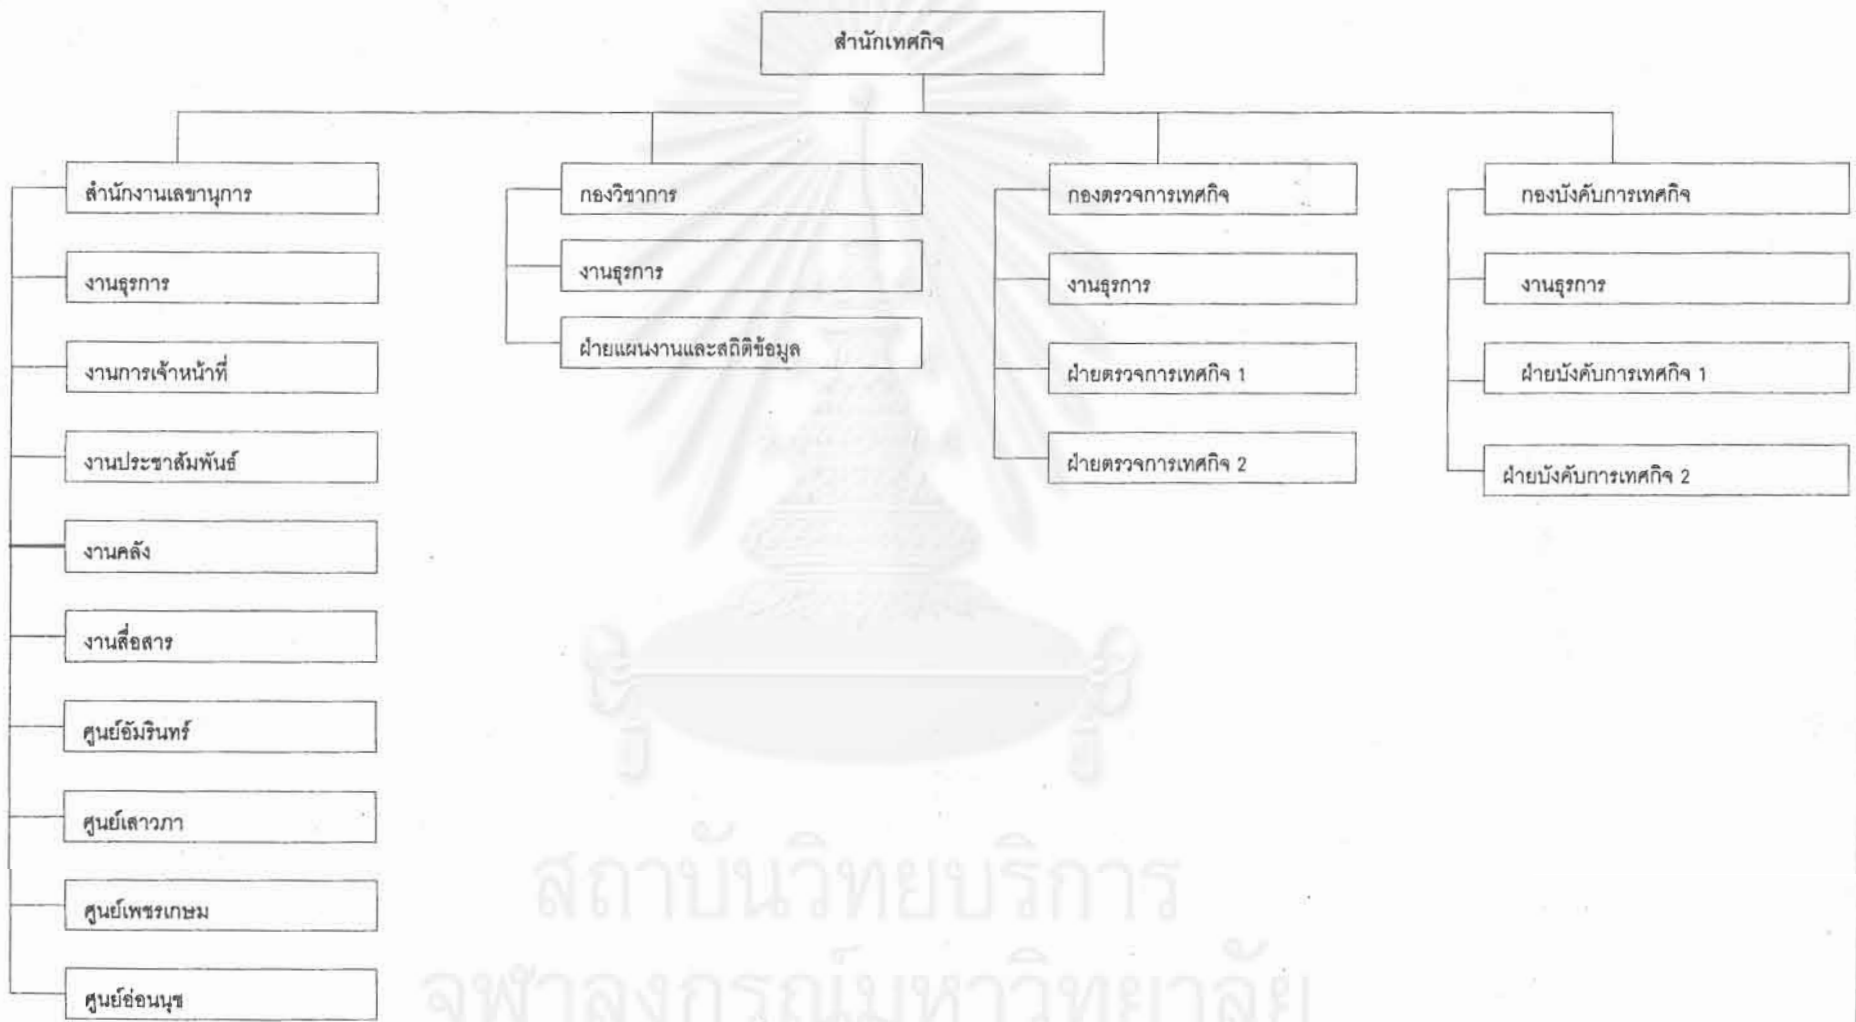 สำนักเทศกิจ
สำนักงานเลขานุการ
งานธุรการ
งานการเจ้าหน้าที่
งานประชาสัมพันธ์
งานคลัง
งานสื่อสาร
ศูนย์อัมรินทร์
ศูนย์เสาวภา
ศูนย์เพชรเกษม
ศูนย์อ่อนนุช
กองวิชาการ
งานธุรการ
ฝ่ายแผนงานและสถิติข้อมูล
กองตรวจการเทศกิจ
งานธุรการ
ฝ่ายตรวจการเทศกิจ 1
ฝ่ายตรวจการเทศกิจ 2
กองบังคับการเทศกิจ
งานธุรการ
ฝ่ายบังคับการเทศกิจ 1
ฝ่ายบังคับการเทศกิจ 2
สถาบันวิทยบริการ
จุฬาลงกรณ์มหาวิทยาลัย